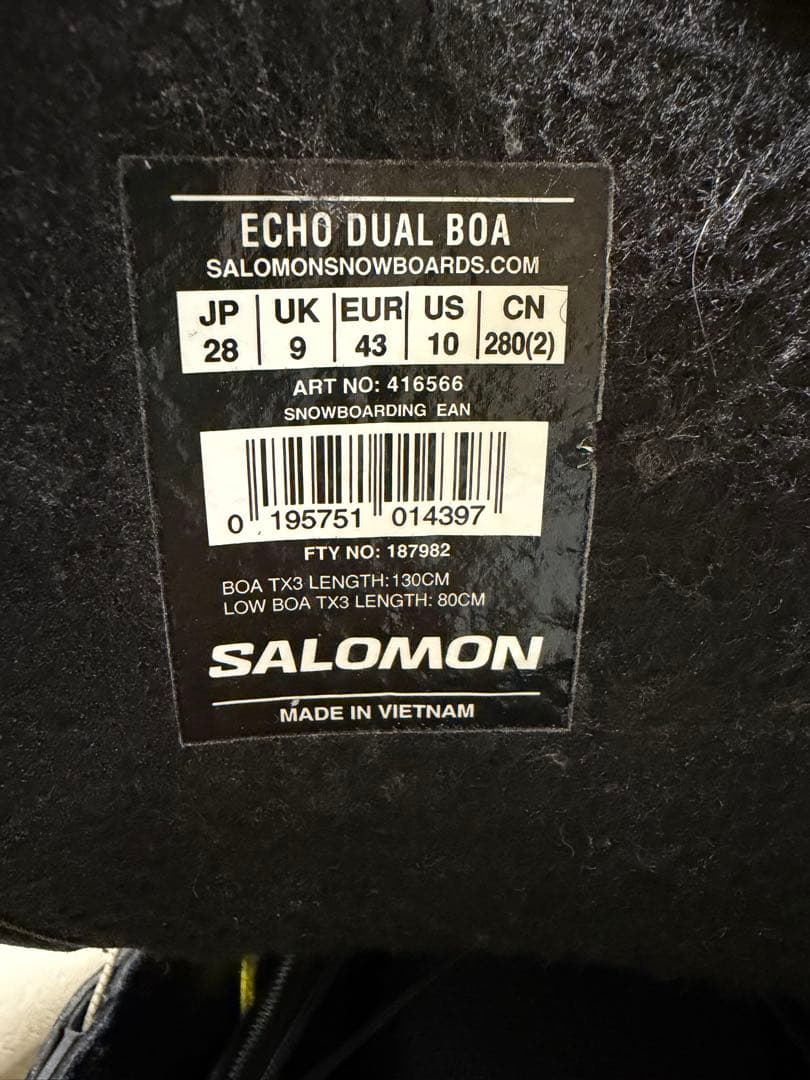 ECHO DUAL BOA
SALOMONSNOWBOARDS.COM
JP UK EUR US CN
28 9 43 10 280(2)
ART NO: 416566
SNOWBOARDING EAN
0 195751 014397
FTY NO: 187982
BOA TX3 LENGTH:130CM
LOW BOA TX3 LENGTH: 80CM
SALOMON
MADE IN VIETNAM